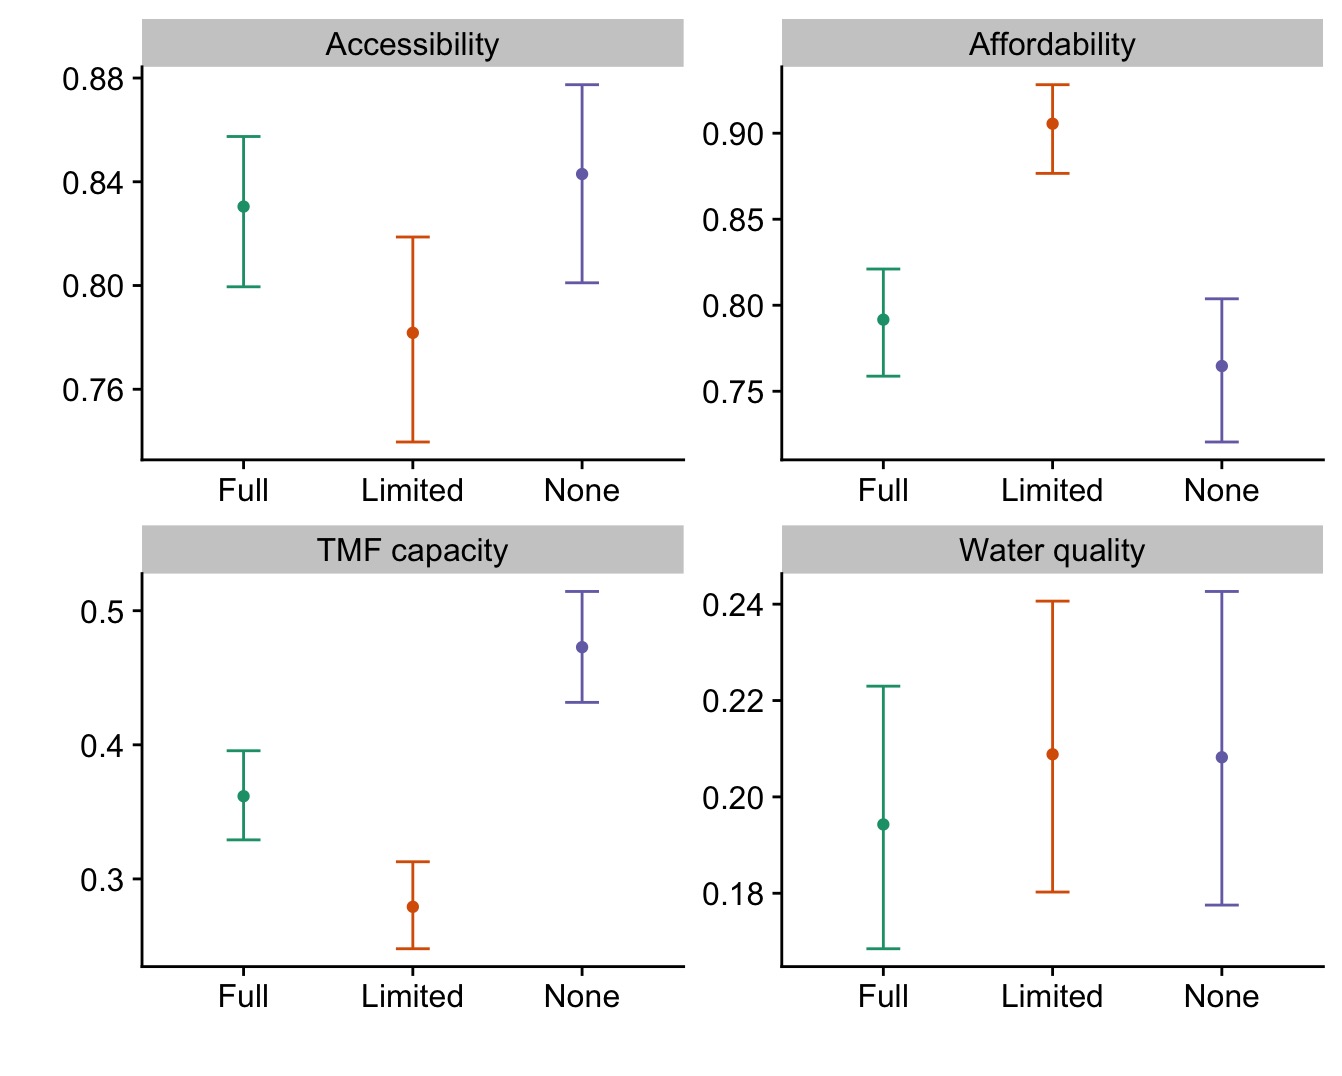 Accessibility
0.88
0.84
0.80
0.76
Full Limited None
Affordability
0.90
0.85
0.80
0.75
Full Limited None
TMF capacity
0.5
0.4
0.3
Full Limited None
Water quality
0.24
0.22
0.20
0.18
Full Limited None